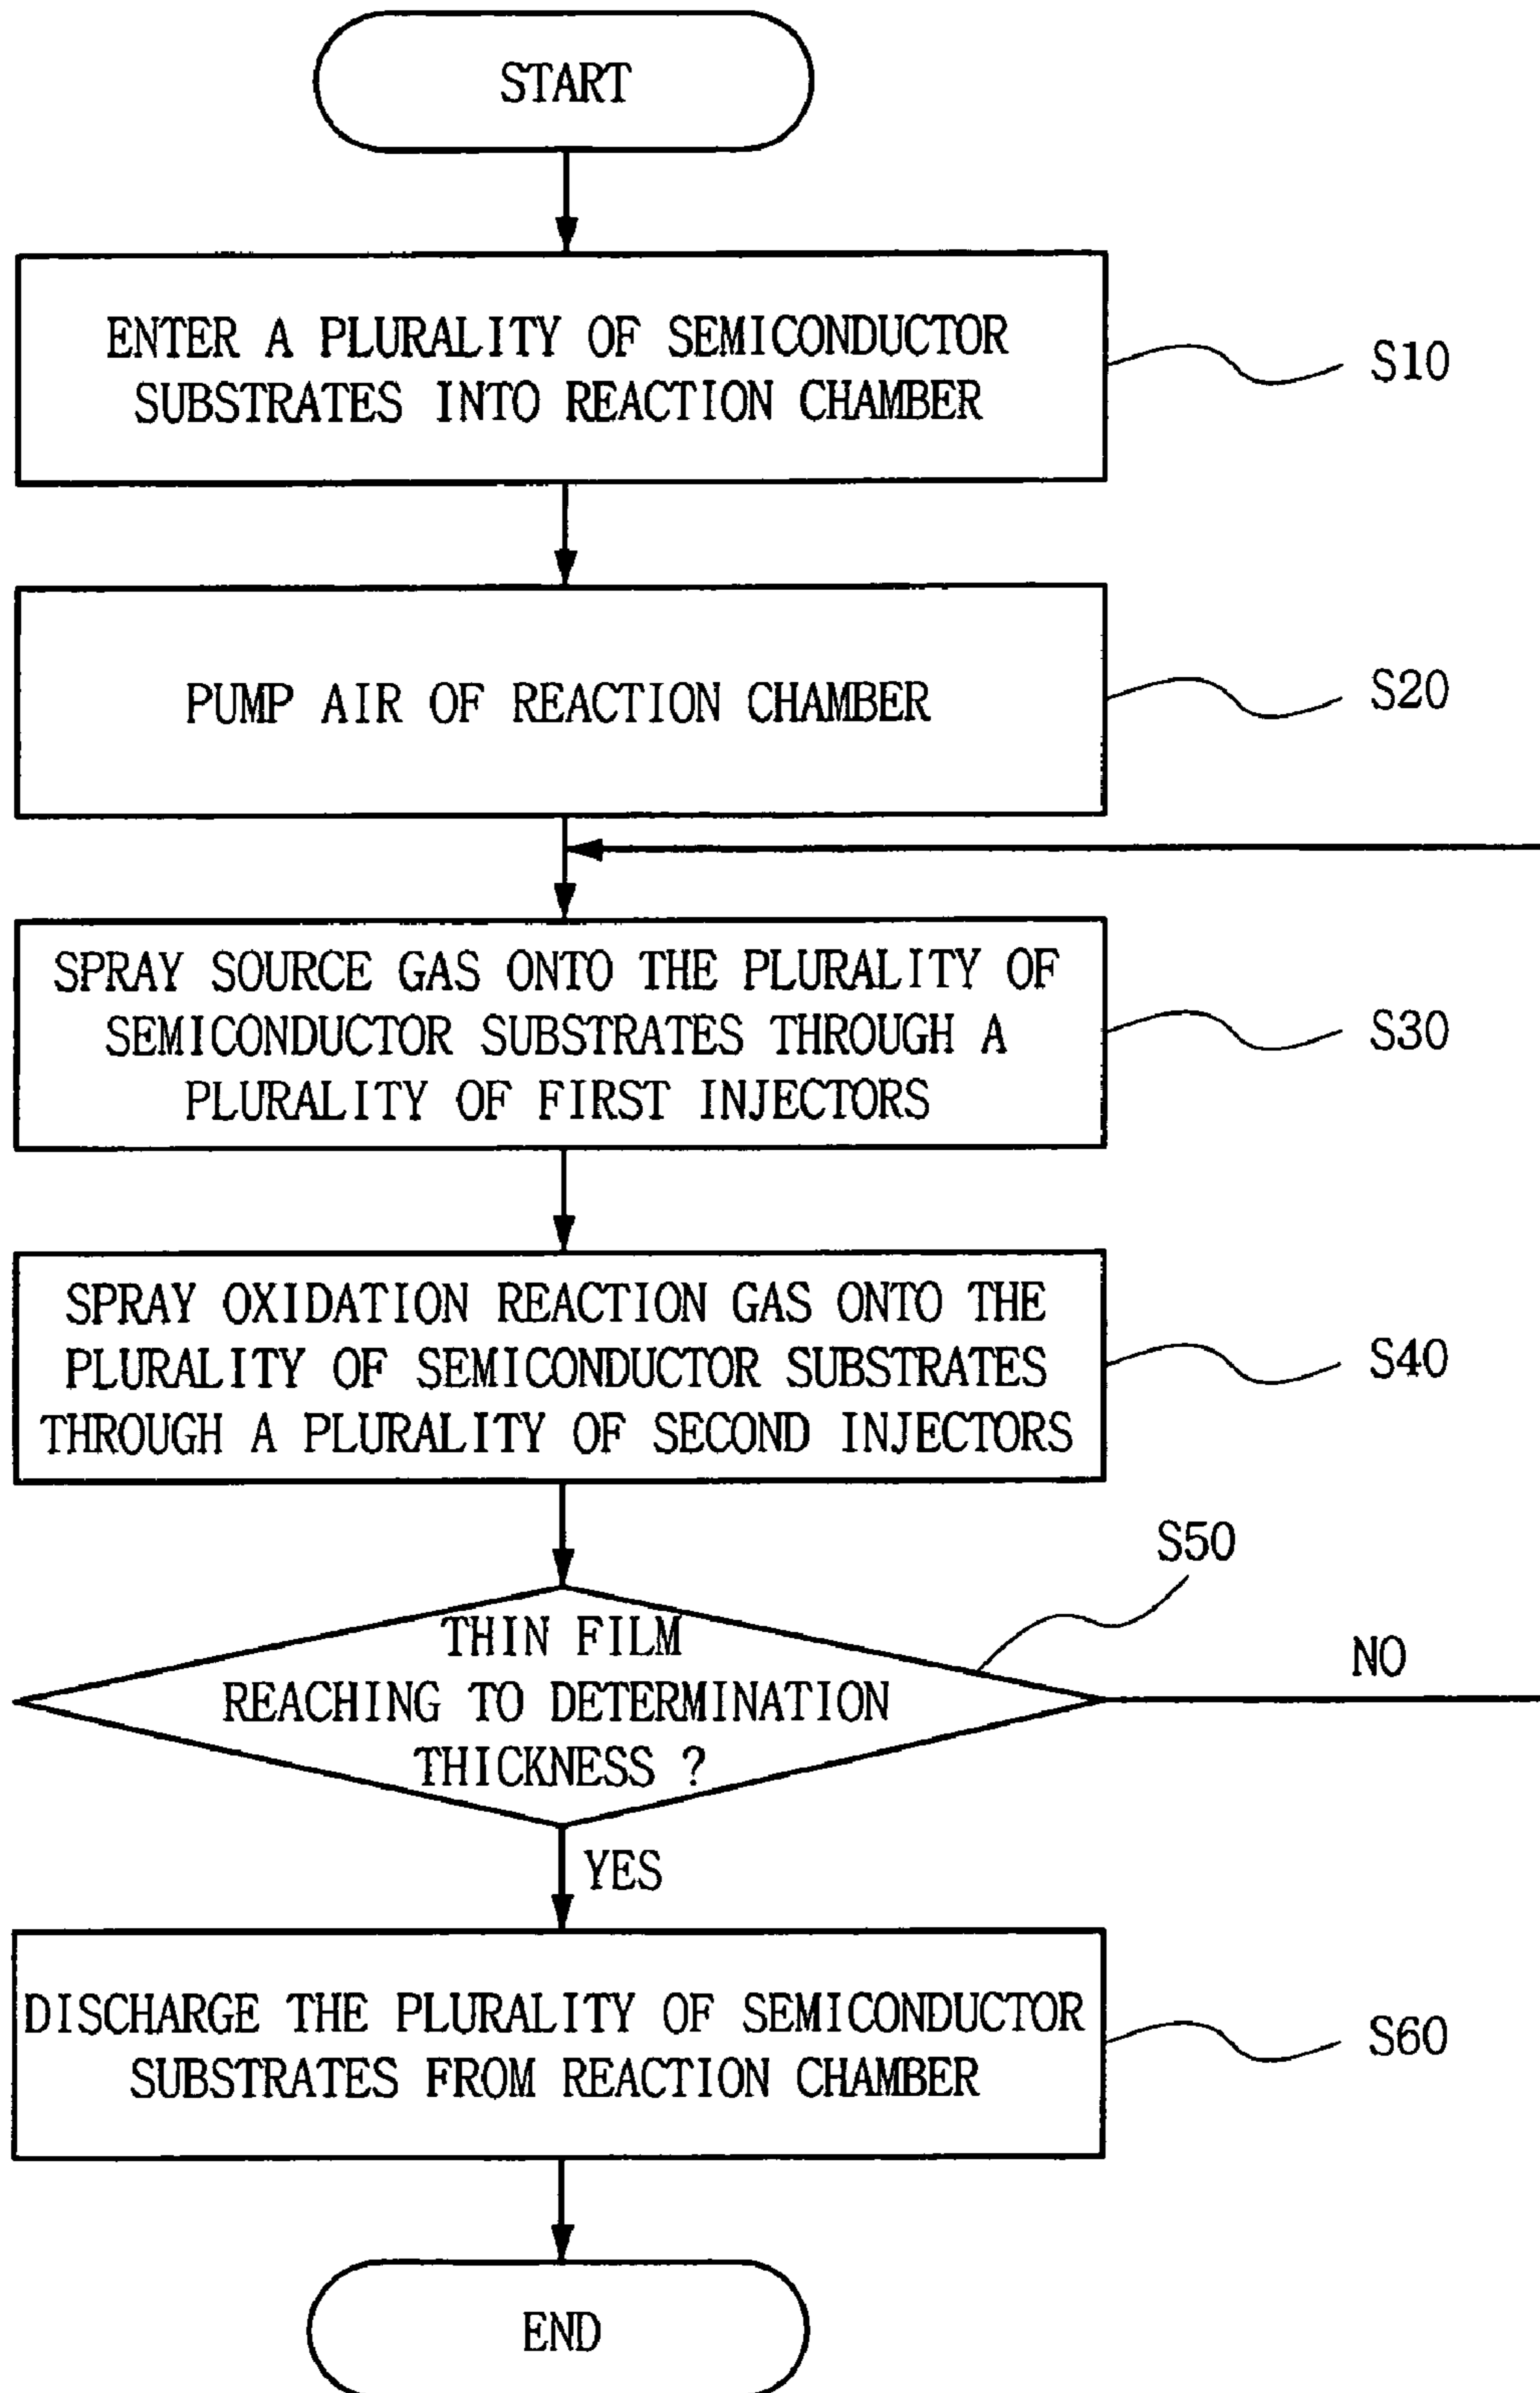 START
ENTER A PLURALITY OF SEMICONDUCTOR
SUBSTRATES INTO REACTION CHAMBER
S10
PUMP AIR OF REACTION CHAMBER
S20
SPRAY SOURCE GAS ONTO THE PLURALITY OF
SEMICONDUCTOR SUBSTRATES THROUGH A
PLURALITY OF FIRST INJECTORS
S30
SPRAY OXIDATION REACTION GAS ONTO THE
PLURALITY OF SEMICONDUCTOR SUBSTRATES
THROUGH A PLURALITY OF SECOND INJECTORS
S40
S50
THIN FILM
REACHING TO DETERMINATION
THICKNESS ?
NO
YES
DISCHARGE THE PLURALITY OF SEMICONDUCTOR
SUBSTRATES FROM REACTION CHAMBER
S60
END